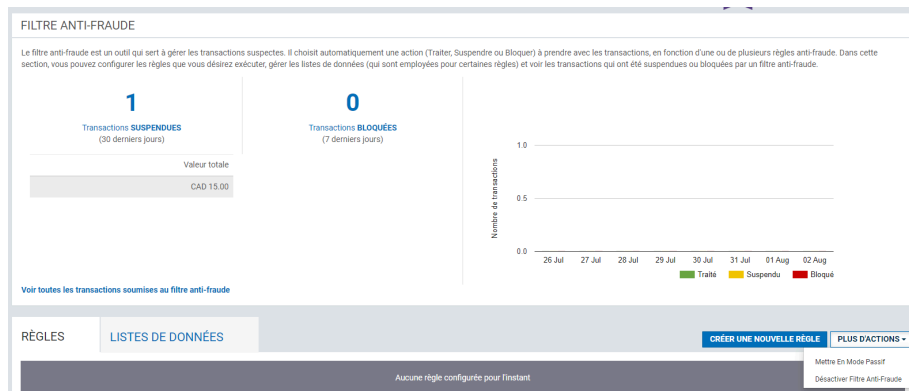 FILTRE ANTI-FRAUDE
Le filtre anti-fraude est un outil qui sert à gérer les transactions suspectes. Il choisit automatiquement une action (Traiter, Suspendre ou Bloquer) à prendre avec les transactions, en fonction d'une ou de plusieurs règles anti-fraude. Dans cette
section, vous pouvez configurer les règles que vous désirez exécuter, gérer les listes de données (qui sont employées pour certaines règles) et voir les transactions qui ont été suspendues ou bloquées par un filtre anti-fraude.
1
Transactions SUSPENDUES
(30 derniers jours)
Valeur totale
CAD 15.00
0
Transactions BLOQUÉES
(7 derniers jours)
Nombre de transactions
1.0
0.5
0.0
26 Jul 27 Jul 28 Jul 29 Jul 30 Jul 31 Jul 01 Aug 02 Aug
Traité Suspendu Bloqué
Voir toutes les transactions soumises au filtre anti-fraude
RÈGLES LISTES DE DONNÉES
CRÉER UNE NOUVELLE RÈGLE PLUS D'ACTIONS
Mettre En Mode Passif
Désactiver Filtre Anti-Fraude
Aucune règle configurée pour l'instant